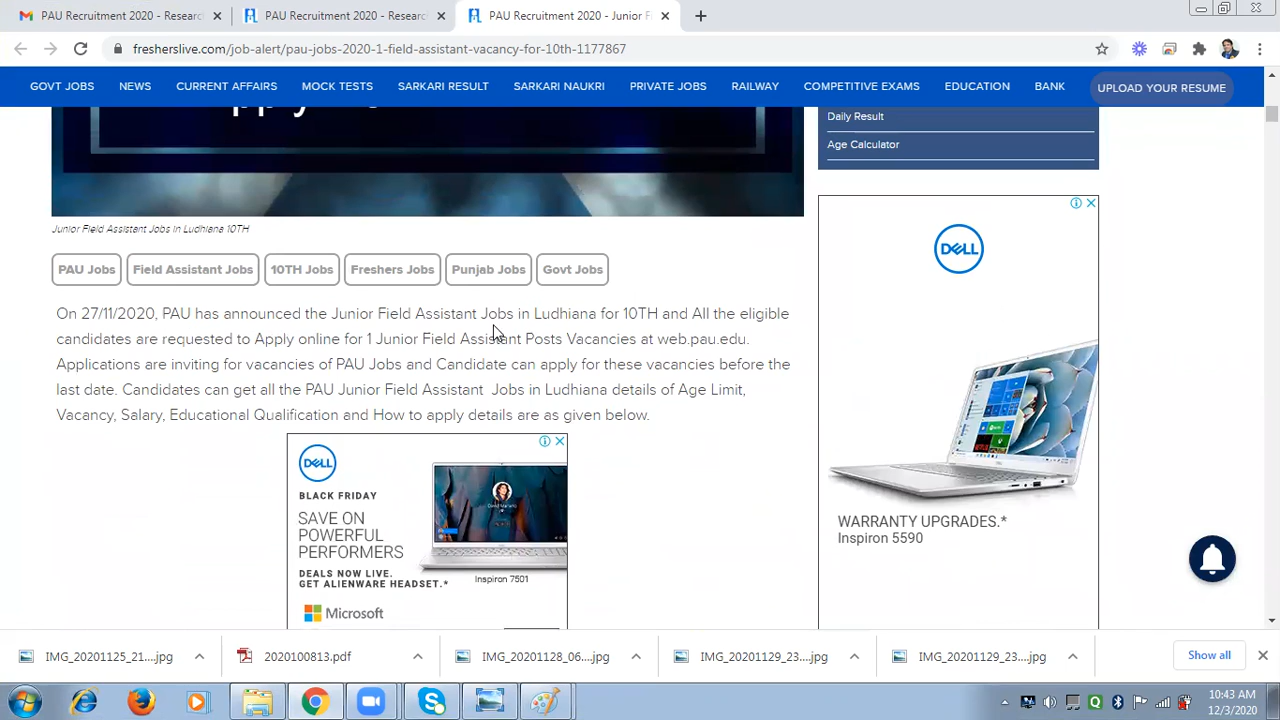 PAU Recruitment 2020 - Researc
PAU Recruitment 2020 - Researc
PAU Recruitment 2020 - Junior F
fresherslive.com/job-alert/pau-jobs-2020-1-field-assistant-vacancy-for-10th-1177867
GOVT JOBS NEWS CURRENT AFFAIRS MOCK TESTS SARKARI RESULT SARKARI NAUKRI PRIVATE JOBS RAILWAY COMPETITIVE EXAMS EDUCATION BANK UPLOAD YOUR RESUME
Daily Result
Age Calculator
Junior Field Assistant Jobs in Ludhiana 10TH
PAU Jobs Field Assistant Jobs 10TH Jobs Freshers Jobs Punjab Jobs Govt Jobs
On 27/11/2020, PAU has announced the Junior Field Assistant Jobs in Ludhiana for 10TH and All the eligible
candidates are requested to Apply online for 1 Junior Field Assistant Posts Vacancies at web.pau.edu.
Applications are inviting for vacancies of PAU Jobs and Candidate can apply for these vacancies before the
last date. Candidates can get all the PAU Junior Field Assistant Jobs in Ludhiana details of Age Limit,
Vacancy, Salary, Educational Qualification and How to apply details are as given below.
DELL
BLACK FRIDAY
SAVE ON
POWERFUL
PERFORMERS
DEALS NOW LIVE.
GET ALIENWARE HEADSET.*
Inspiron 7501
Microsoft
DELL
WARRANTY UPGRADES.*
Inspiron 5590
IMG_20201125_21....jpg
2020100813.pdf
IMG_20201128_06....jpg
IMG_20201129_23....jpg
IMG_20201129_23....jpg
Show all
10:43 AM
12/3/2020